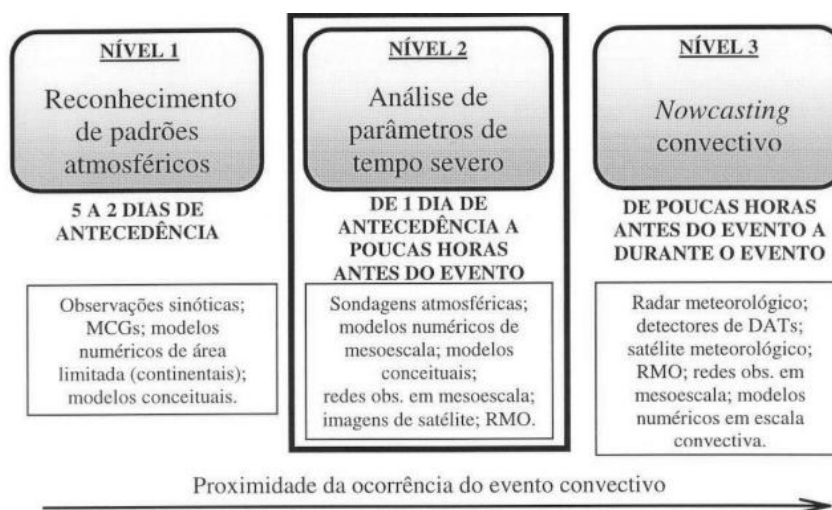 NÍVEL 1
Reconhecimento
de padrões
atmosféricos
5 A 2 DIAS DE
ANTECEDÊNCIA
Observações sinóticas;
MCGs; modelos
numéricos de área
limitada (continentais);
modelos conceituais.
NÍVEL 2
Análise de
parâmetros de
tempo severo
DE 1 DIA DE
ANTECEDÊNCIA A
POUCAS HORAS
ANTES DO EVENTO
Sondagens atmosféricas;
modelos numéricos de
mesoescala; modelos
conceituais;
redes obs. em mesoescala;
imagens de satélite; RMO.
NÍVEL 3
Nowcasting
convectivo
DE POUCAS HORAS
ANTES DO EVENTO A
DURANTE O EVENTO
Radar meteorológico;
detectores de DATs;
satélite meteorológico;
RMO; redes obs. em
mesoescala; modelos
numéricos em escala
convectiva.
Proximidade da ocorrência do evento convectivo